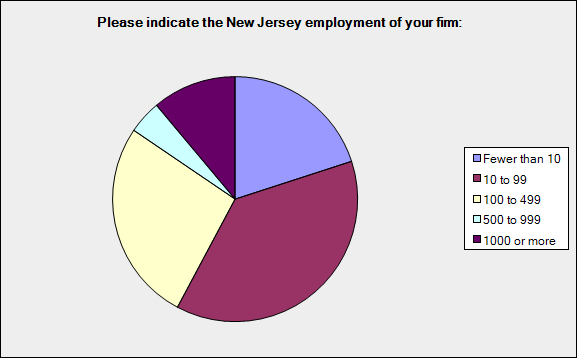 Please indicate the New Jersey employment of your firm:
Fewer than 10
10 to 99
100 to 499
500 to 999
1000 or more